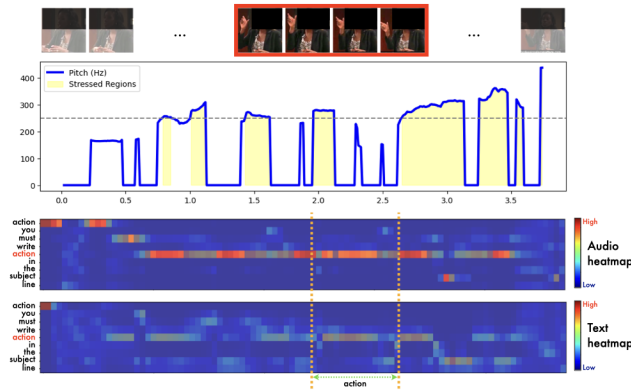 ... ...
Pitch (Hz)
Stressed Regions
400
300
200
100
0
0.0 0.5 1.0 1.5 2.0 2.5 3.0 3.5
action
you
must
write
action
in
the
subject
line
High
Low
Audio
heatmap
action
you
must
write
action
in
the
subject
line
High
Low
Text
heatmap
action